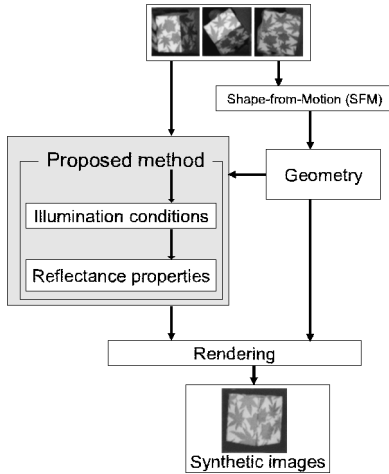 Shape-from-Motion (SFM)
Proposed method
Geometry
Illumination conditions
Reflectance properties
Rendering
Synthetic images